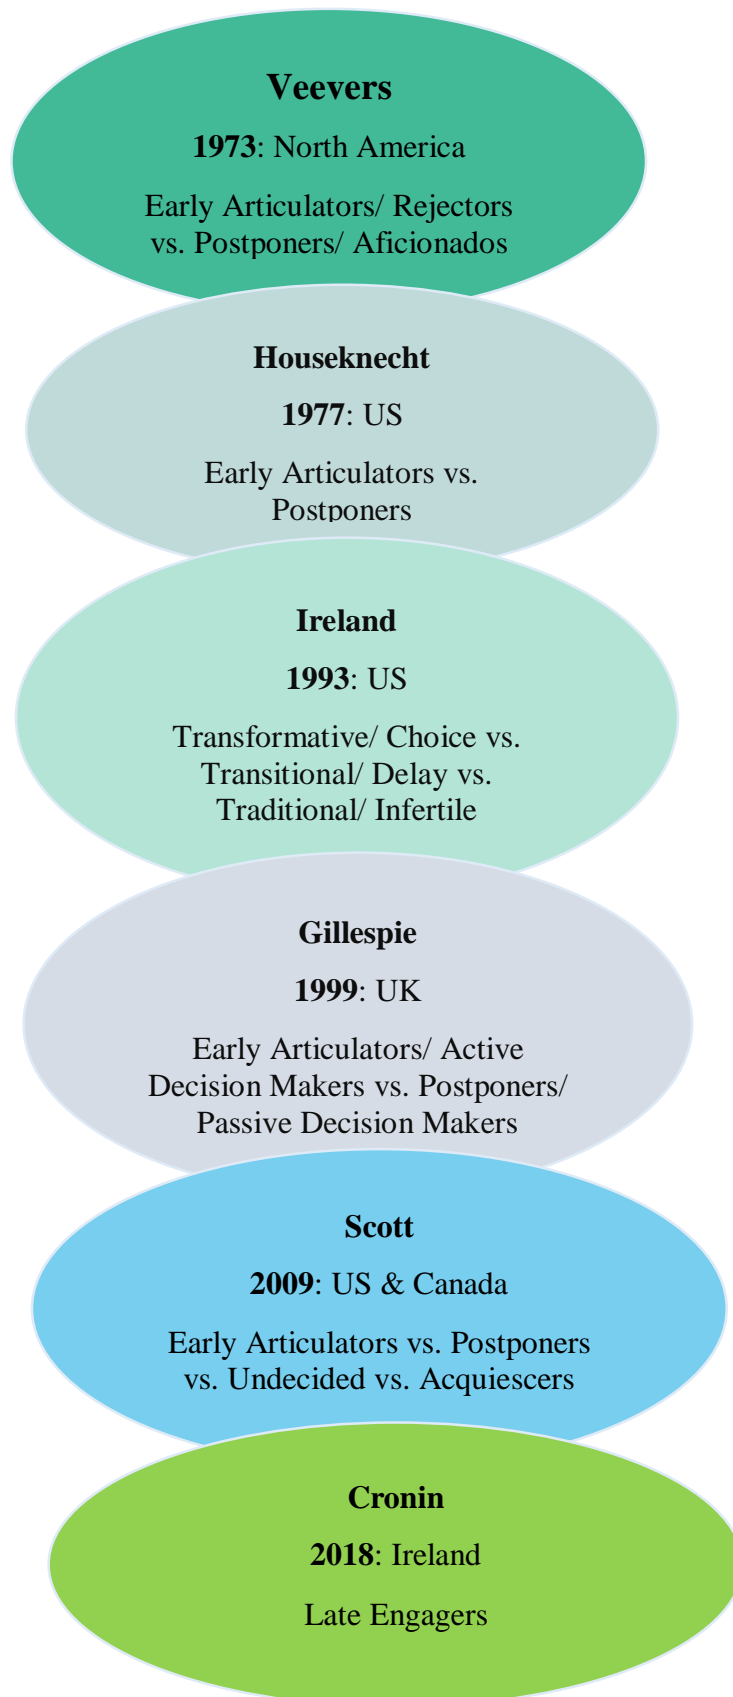 Veevers
1973: North America
Early Articulators/ Rejectors
vs. Postponers/ Aficionados
Houseknecht
1977: US
Early Articulators vs.
Postponers
Ireland
1993: US
Transformative/ Choice vs.
Transitional/ Delay vs.
Traditional/ Infertile
Gillespie
1999: UK
Early Articulators/ Active
Decision Makers vs. Postponers/
Passive Decision Makers
Scott
2009: US & Canada
Early Articulators vs. Postponers
vs. Undecided vs. Acquiescers
Cronin
2018: Ireland
Late Engagers